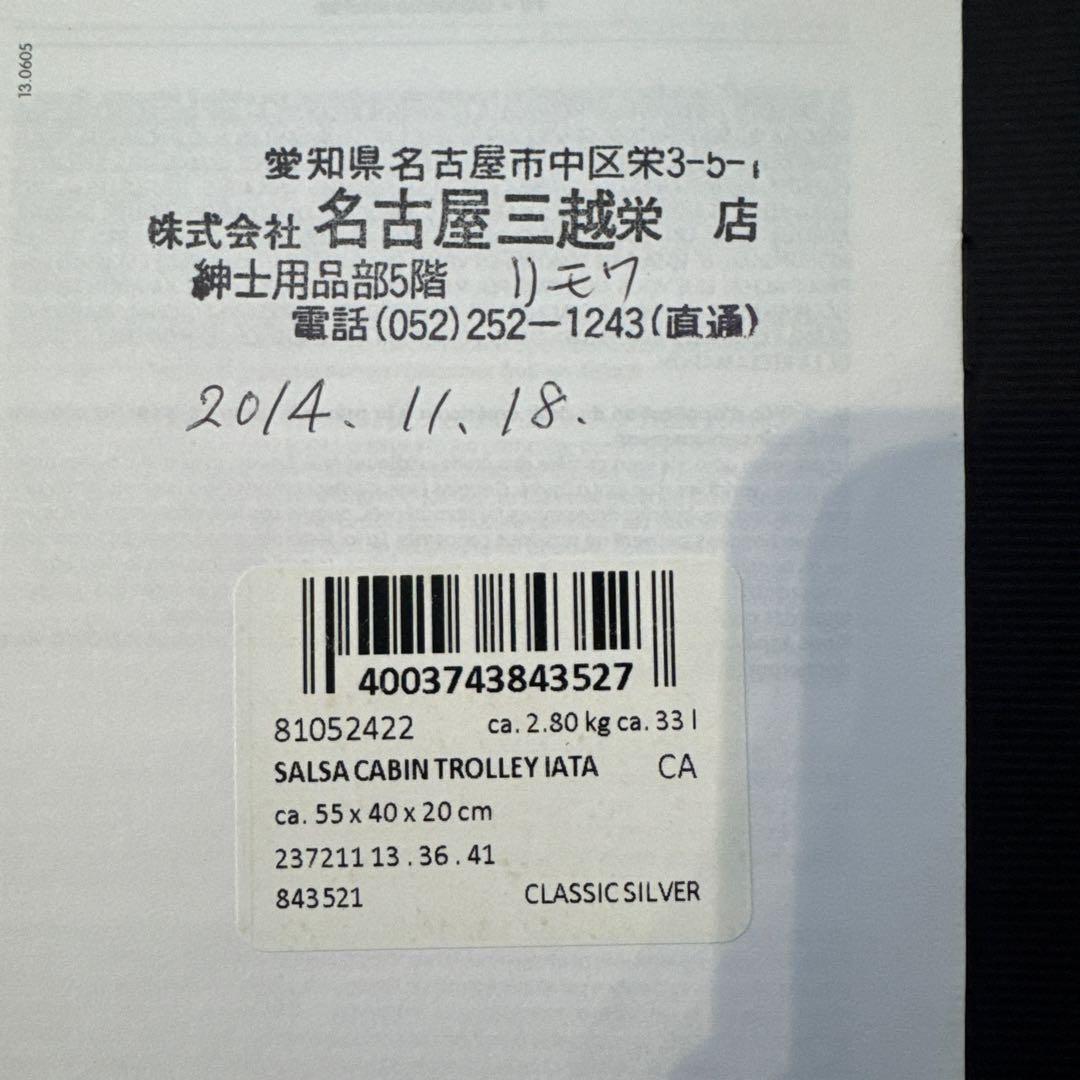 13.0605
愛知県名古屋市中区栄3-5-1
株式会社 名古屋三越栄 店
紳士用品部5階 リモワ
電話(052)252-1243(直通)
2014. 11. 18.
4003743843527
81052422 ca. 2.80 kg ca. 33 l
SALSA CABIN TROLLEY IATA CA
ca. 55 x 40 x 20 cm
237211 13 . 36 . 41
843521 CLASSIC SILVER